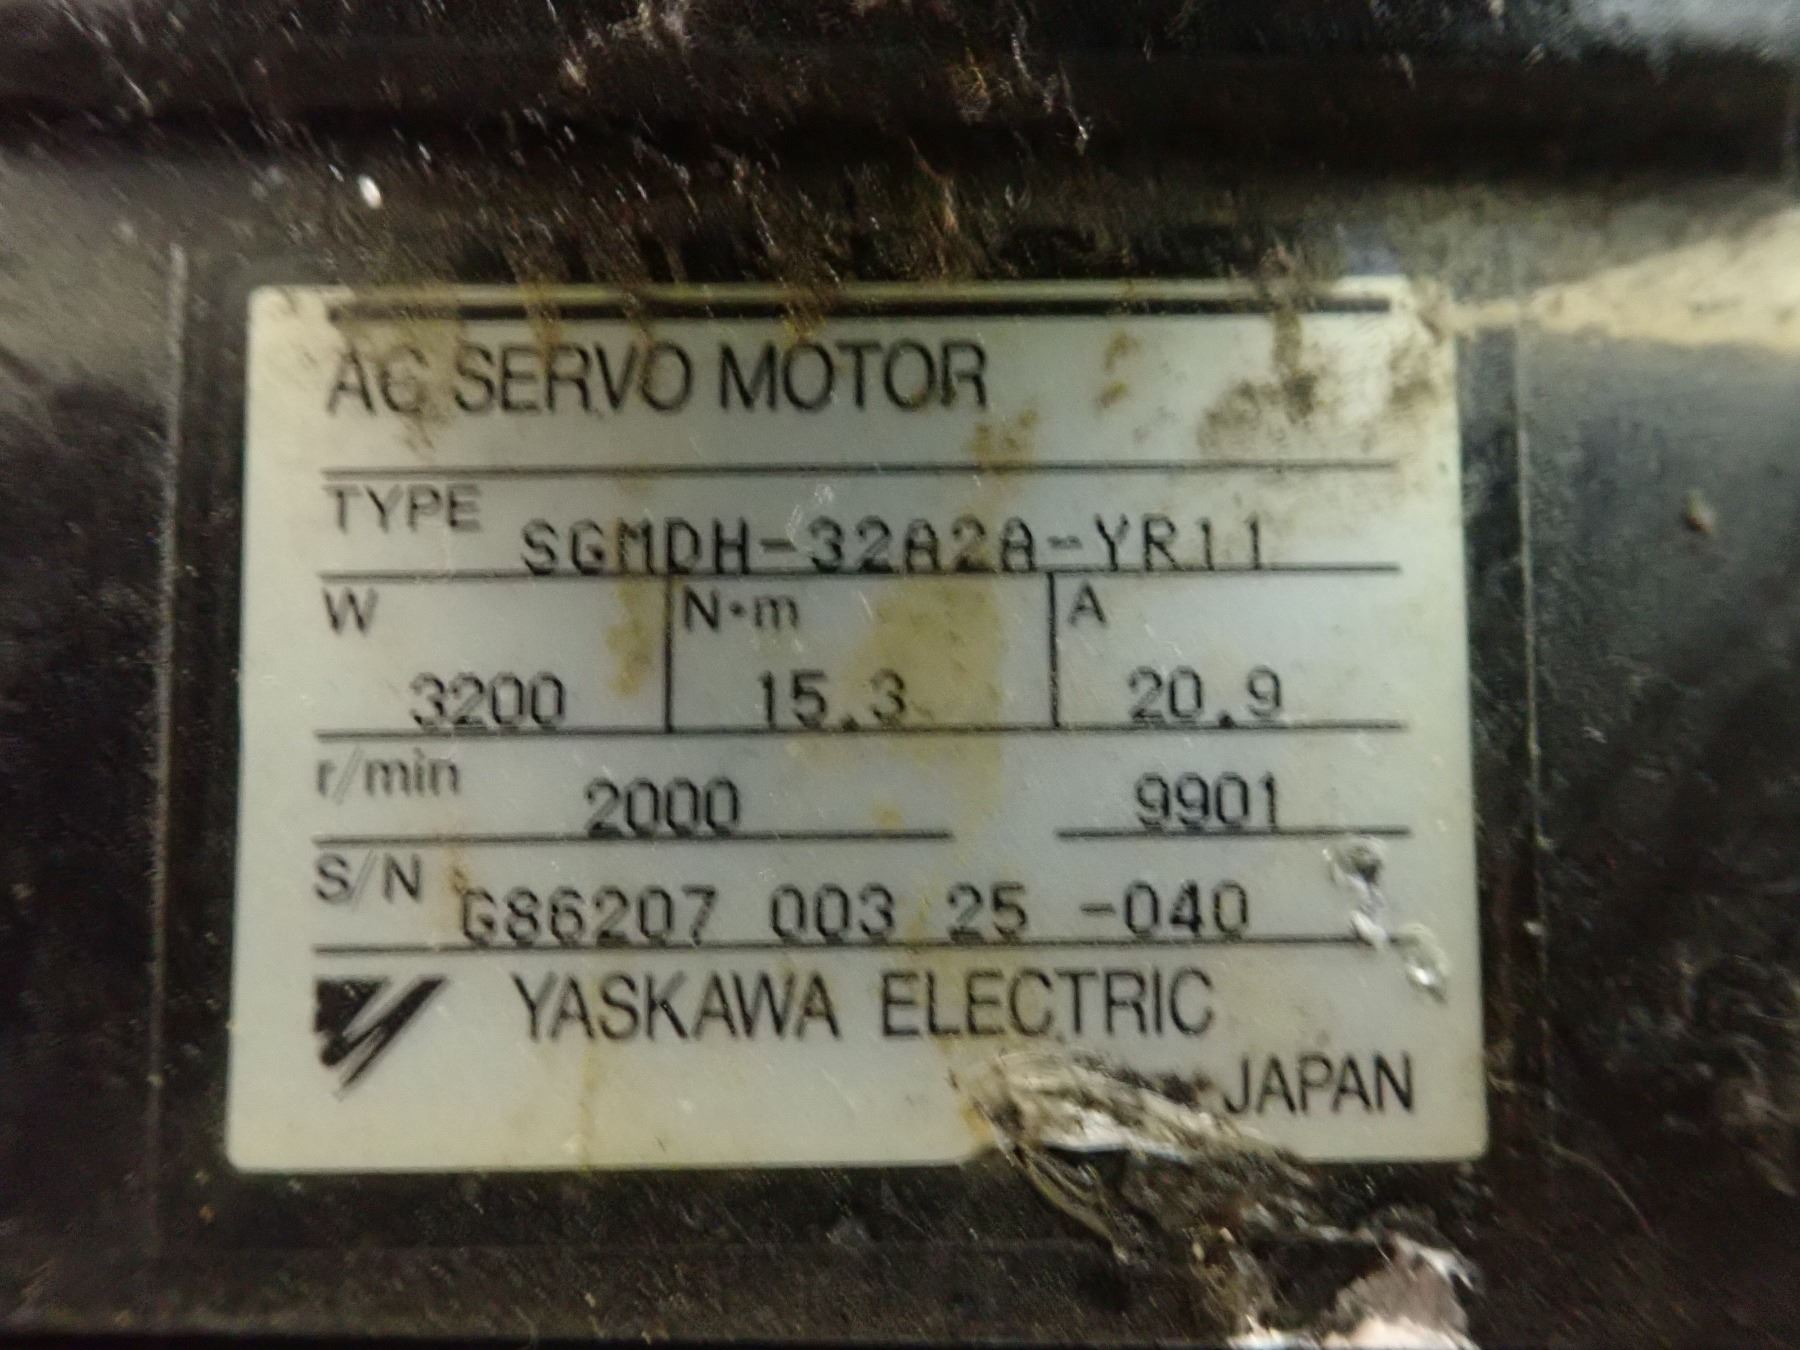 AC SERVO MOTOR
TYPE SGMDH-32A2A-YR11
W N·m A
3200 15.3 20.9
r/min 2000 9901
S/N G86207 003 25 -040
YASKAWA ELECTRIC
JAPAN